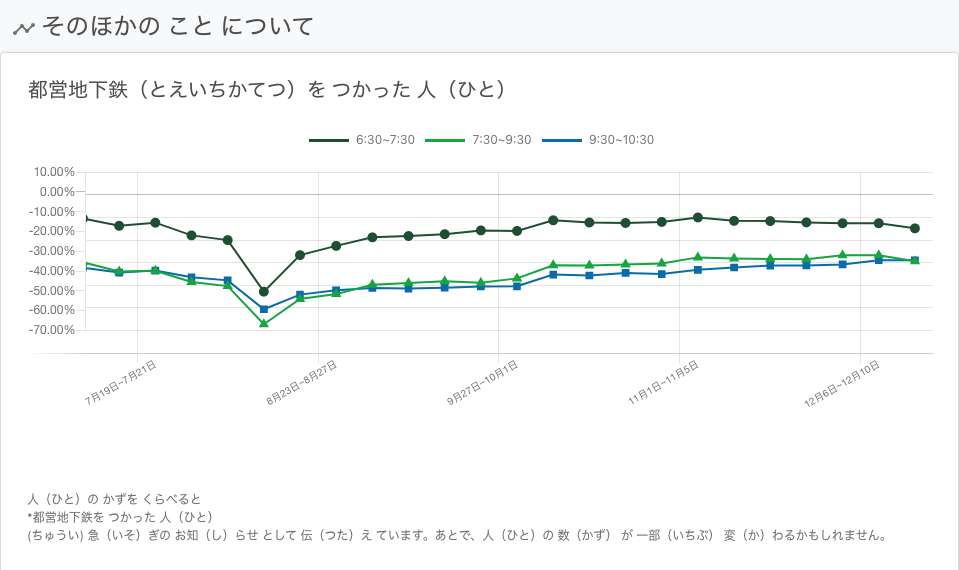 そのほかの こと について
都営地下鉄（とえいちかてつ）を つかった 人（ひと）
6:30~7:30 7:30~9:30 9:30~10:30
10.00%
0.00%
-10.00%
-20.00%
-30.00%
-40.00%
-50.00%
-60.00%
-70.00%
7月19日~7月21日 8月23日~8月27日 9月27日~10月1日 11月1日~11月5日 12月6日~12月10日
人（ひと）の かずを くらべると
*都営地下鉄を つかった 人（ひと）
(ちゅうい) 急（いそ）ぎの お知（し）らせ として 伝（つた）え ています。あとで、人（ひと）の 数（かず） が 一部（いちぶ） 変（か）わるかもしれません。